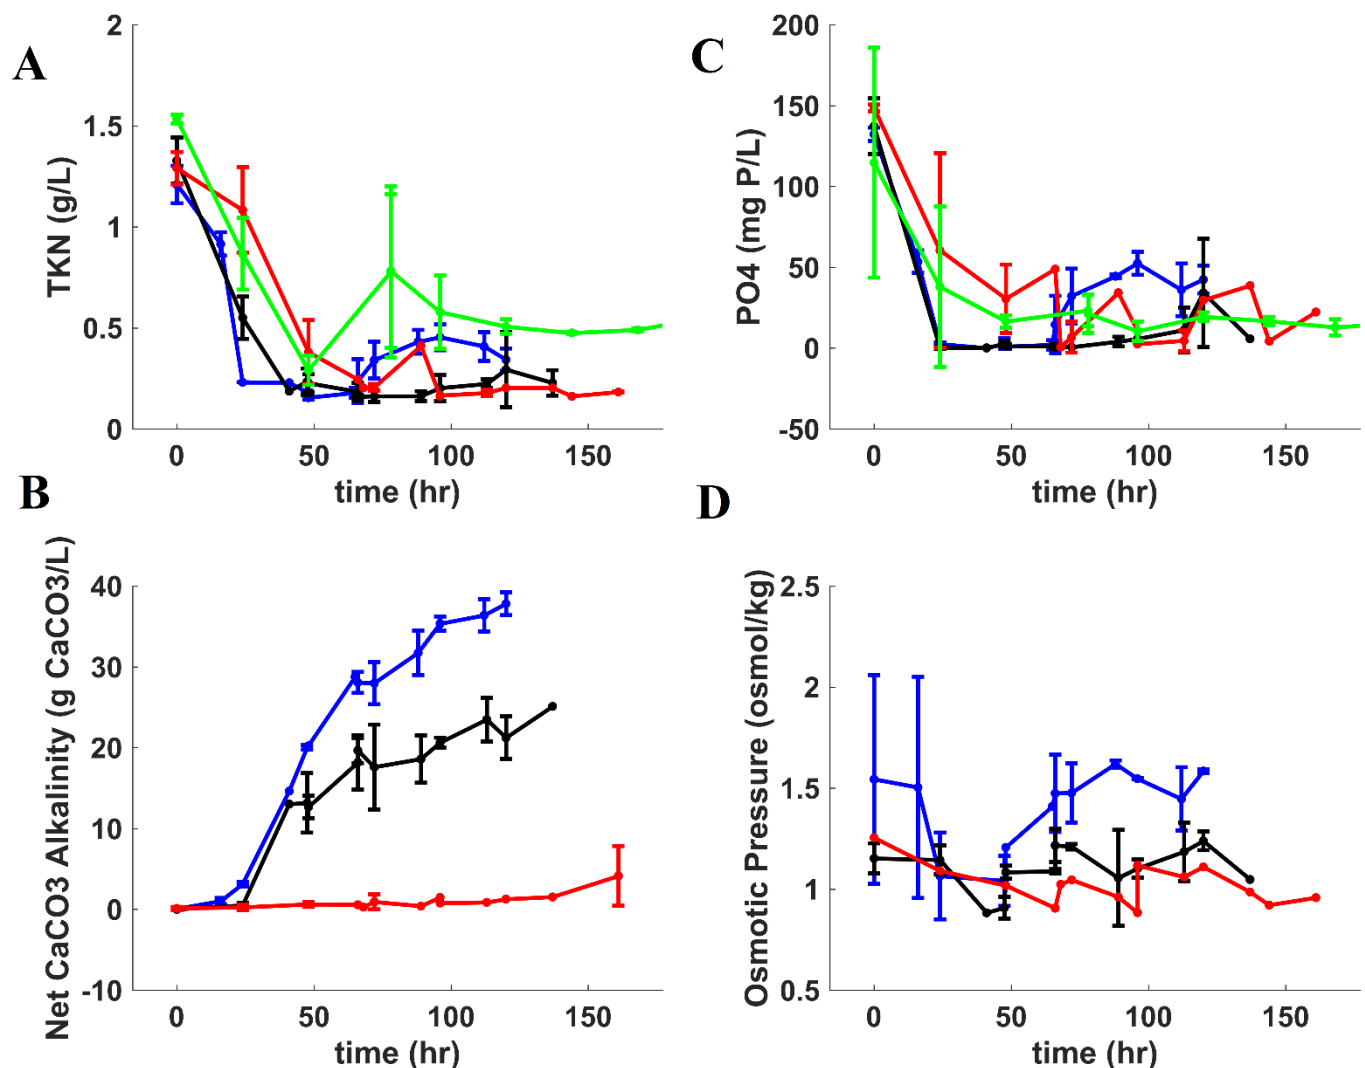 A
TKN (g/L)
2
1.5
1
0.5
0
0 50 100 150
time (hr)
C
PO4 (mg P/L)
200
150
100
50
0
-50
0 50 100 150
time (hr)
B
Net CaCO3 Alkalinity (g CaCO3/L)
40
30
20
10
0
-10
0 50 100 150
time (hr)
D
Osmotic Pressure (osmol/kg)
2.5
2
1.5
1
0.5
0 50 100 150
time (hr)